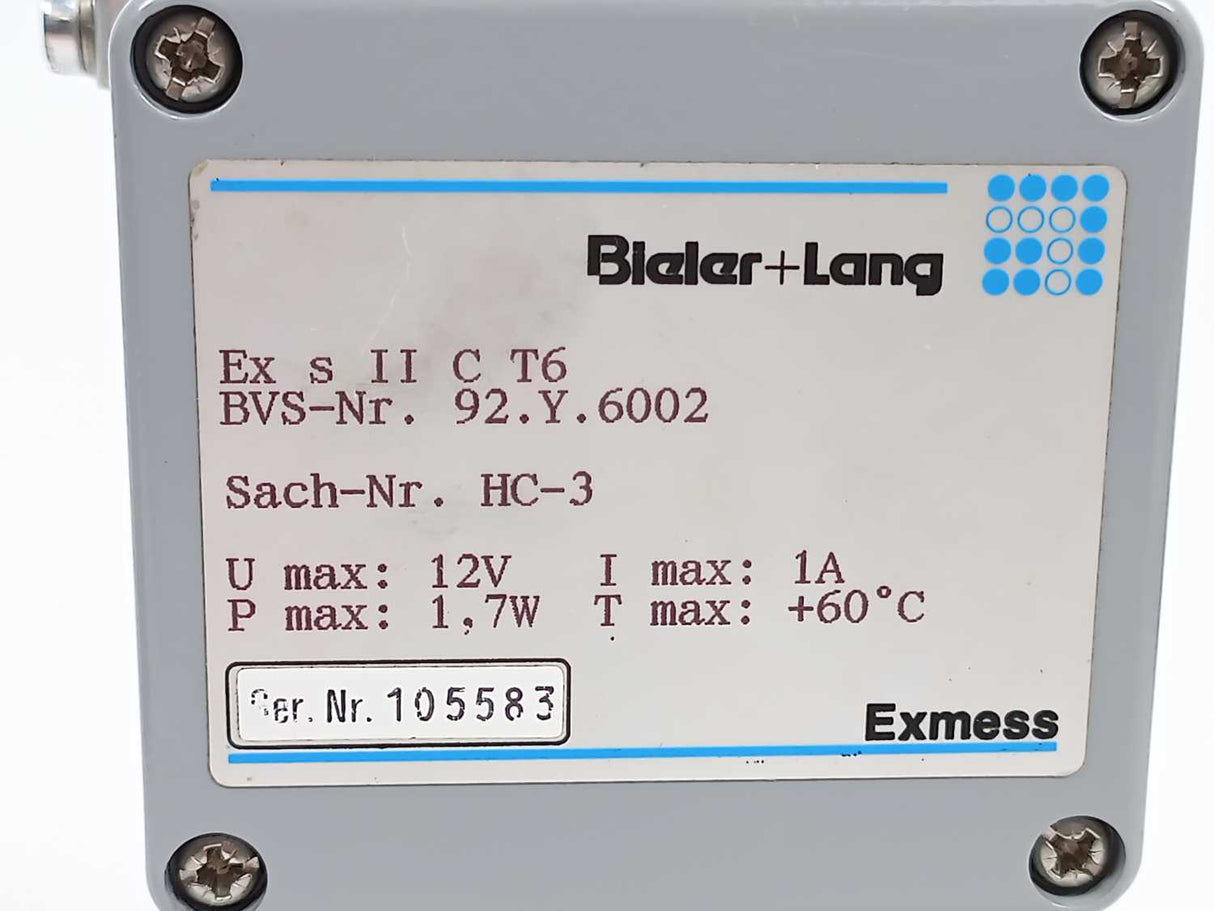 Bieler+Lang
Ex s II C T6
BVS-Nr. 92.Y.6002
Sach-Nr. HC-3
U max: 12V I max: 1A
P max: 1,7W T max: +60°C
Ser. Nr. 105583
Exmess